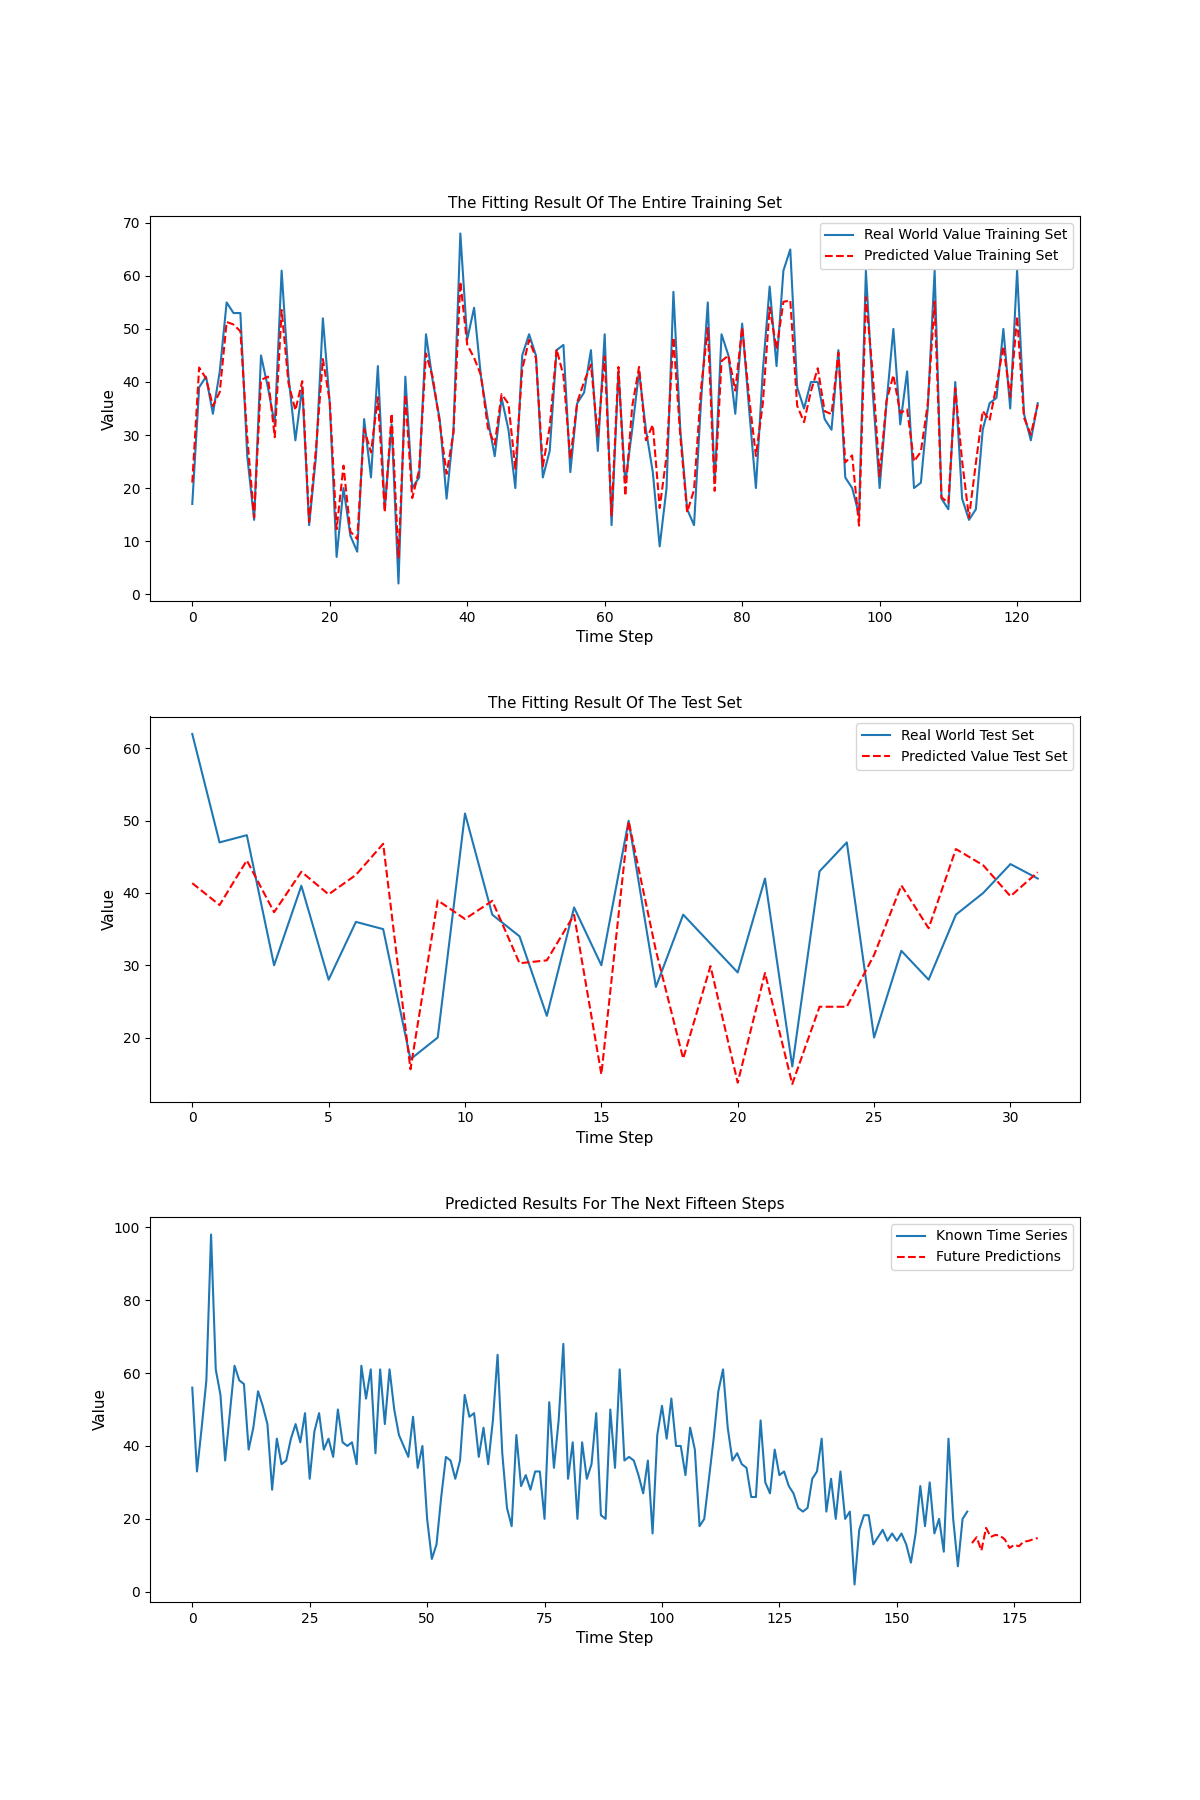 The Fitting Result Of The Entire Training Set
70
60
50
40
30
20
10
0
Value
Real World Value Training Set
Predicted Value Training Set
0 20 40 60 80 100 120
Time Step
The Fitting Result Of The Test Set
60
50
40
30
20
Value
Real World Test Set
Predicted Value Test Set
0 5 10 15 20 25 30
Time Step
Predicted Results For The Next Fifteen Steps
100
80
60
40
20
0
Value
Known Time Series
Future Predictions
0 25 50 75 100 125 150 175
Time Step